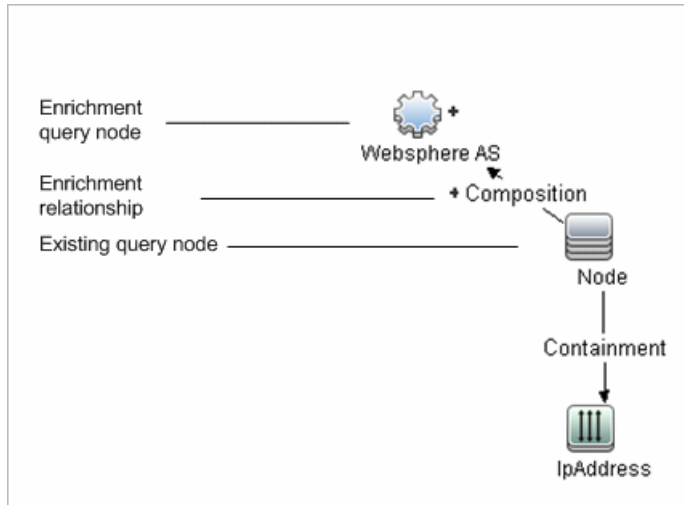 Enrichment
query node
+
Websphere AS
Enrichment
relationship
+ Composition
Existing query node
Node
Containment
IpAddress